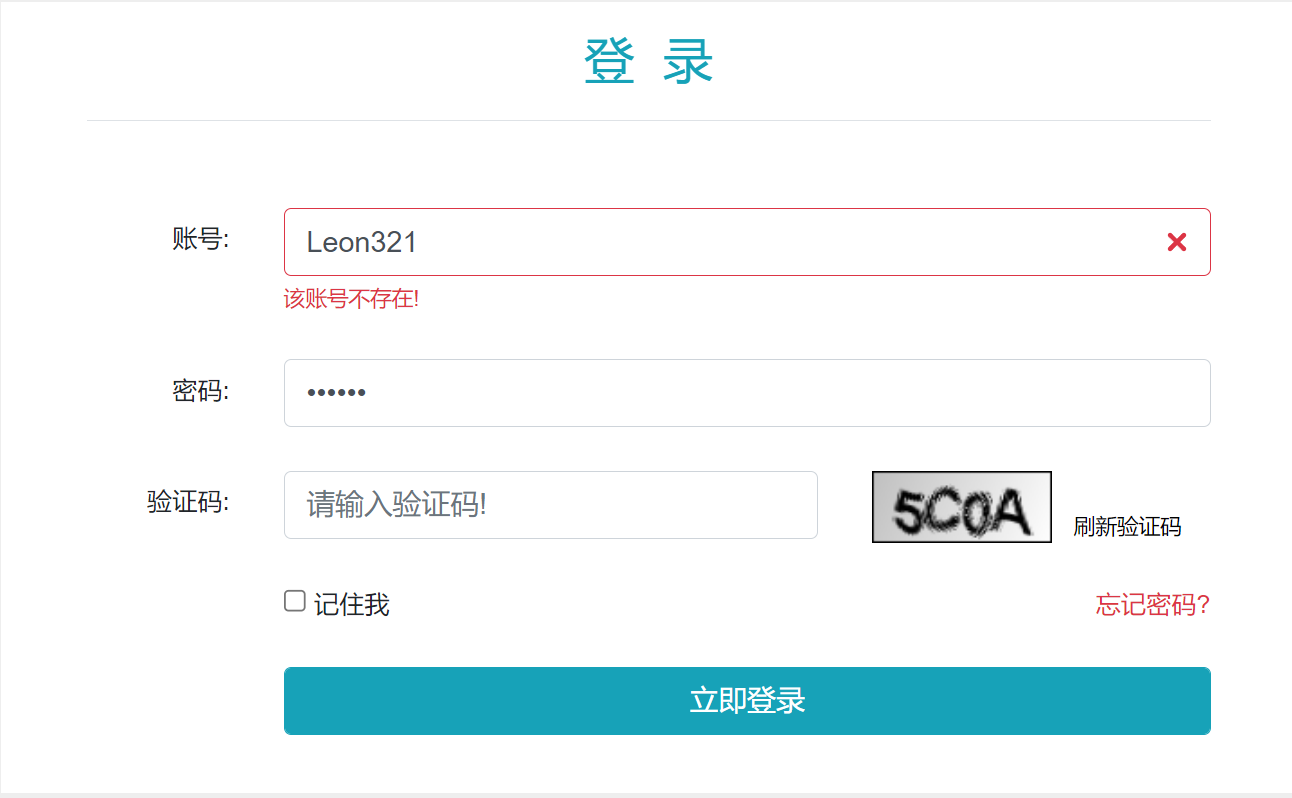 登 录
账号:
Leon321
该账号不存在!
密码:
••••••
验证码:
请输入验证码!
5C0A
刷新验证码
记住我
忘记密码?
立即登录